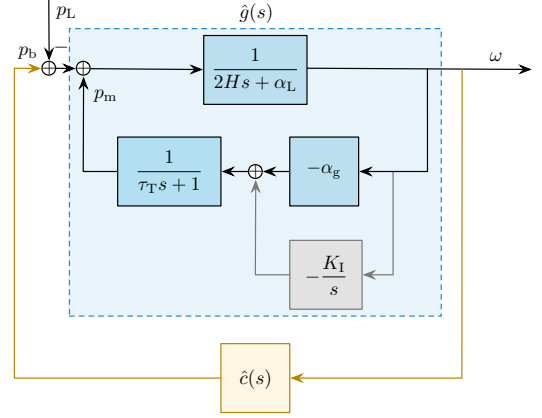 p_L
ĝ(s)
p_b
−
1
2Hs + α_L
ω
p_m
1
τ_T s + 1
−α_g
−K_I
s
ĉ(s)